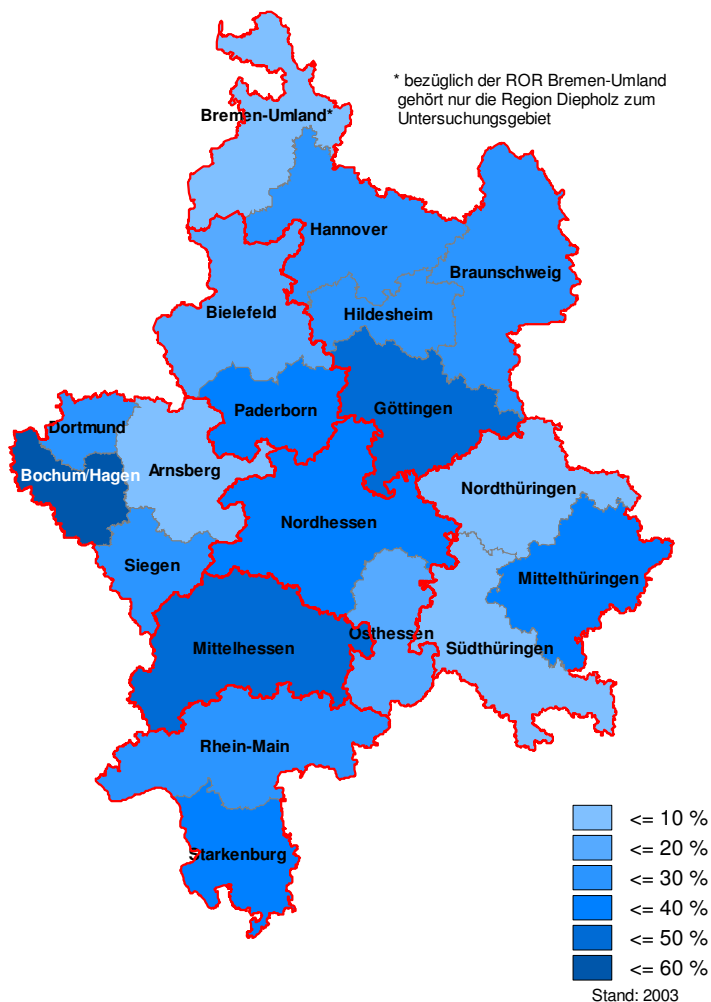 * bezüglich der ROR Bremen-Umland
gehört nur die Region Diepholz zum
Untersuchungsgebiet
Bremen-Umland*
Hannover
Braunschweig
Bielefeld
Hildesheim
Paderborn
Göttingen
Dortmund
Bochum/Hagen
Arnsberg
Nordthüringen
Nordhessen
Siegen
Mittelthüringen
Osthessen
Mittelhessen
Südthüringen
Rhein-Main
Starkenburg
<= 10 %
<= 20 %
<= 30 %
<= 40 %
<= 50 %
<= 60 %
Stand: 2003